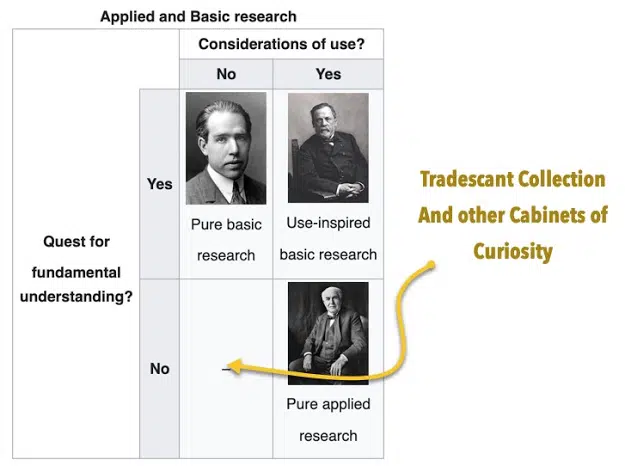 Applied and Basic research
Considerations of use?
No
Yes
Quest for
fundamental
understanding?
Yes
Pure basic
research
Use-inspired
basic research
No
–
Pure applied
research
Tradescant Collection
And other Cabinets of
Curiosity